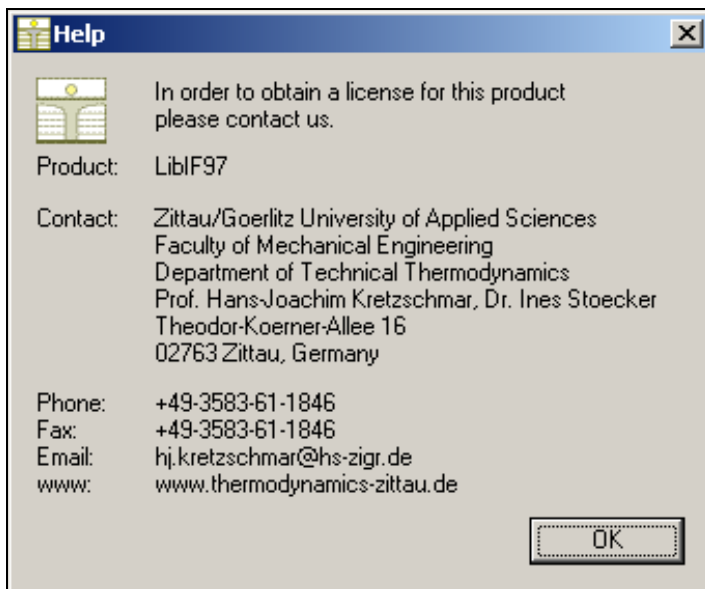 Help
In order to obtain a license for this product
please contact us.
Product: LibIF97
Contact: Zittau/Goerlitz University of Applied Sciences
Faculty of Mechanical Engineering
Department of Technical Thermodynamics
Prof. Hans-Joachim Kretzschmar, Dr. Ines Stoecker
Theodor-Koerner-Allee 16
02763 Zittau, Germany
Phone: +49-3583-61-1846
Fax: +49-3583-61-1846
Email: hj.kretzschmar@hs-zigr.de
www: www.thermodynamics-zittau.de
OK